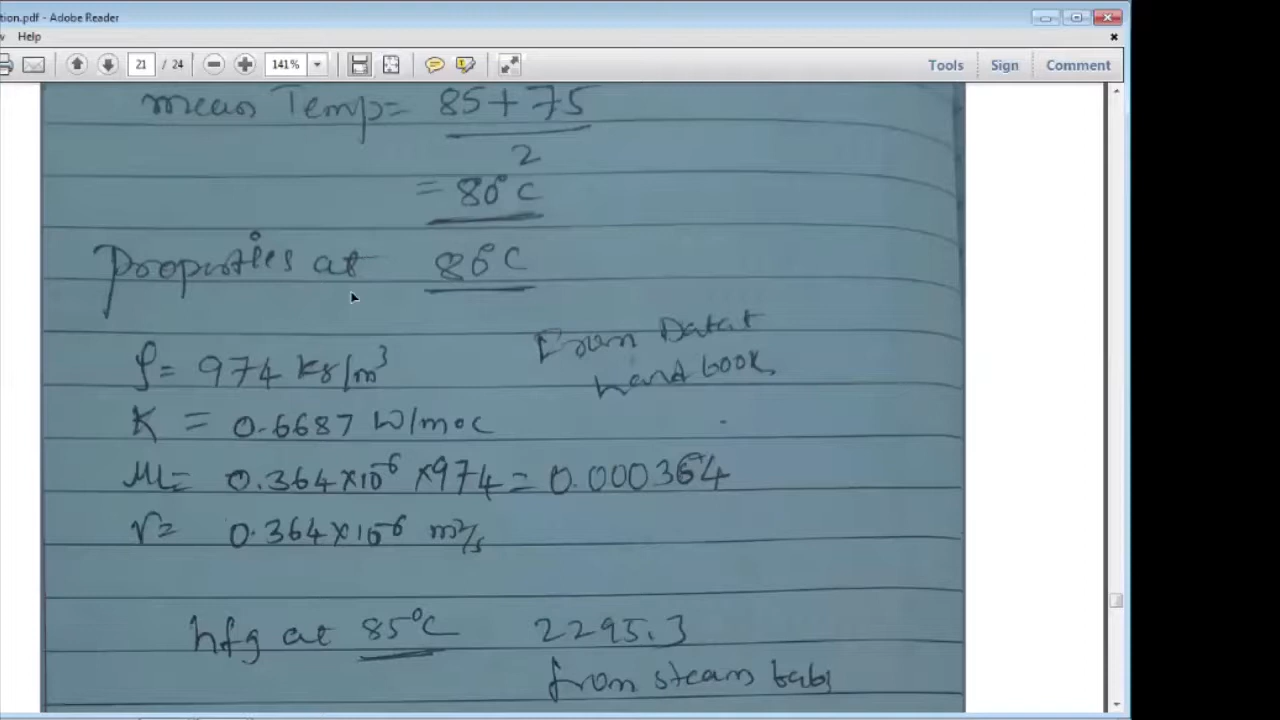 tion.pdf - Adobe Reader
Help
21 / 24 141% Tools Sign Comment
mean Temp= 85+75
2
= 80°C
Properties at 80°C
From Data
hand book
ρ= 974 kg/m³
K = 0.6687 W/m°C
μ= 0.364×10⁻⁶ ×974 = 0.000364
ν= 0.364×10⁻⁶ m²/s
hfg at 85°C 2295.3
from steam